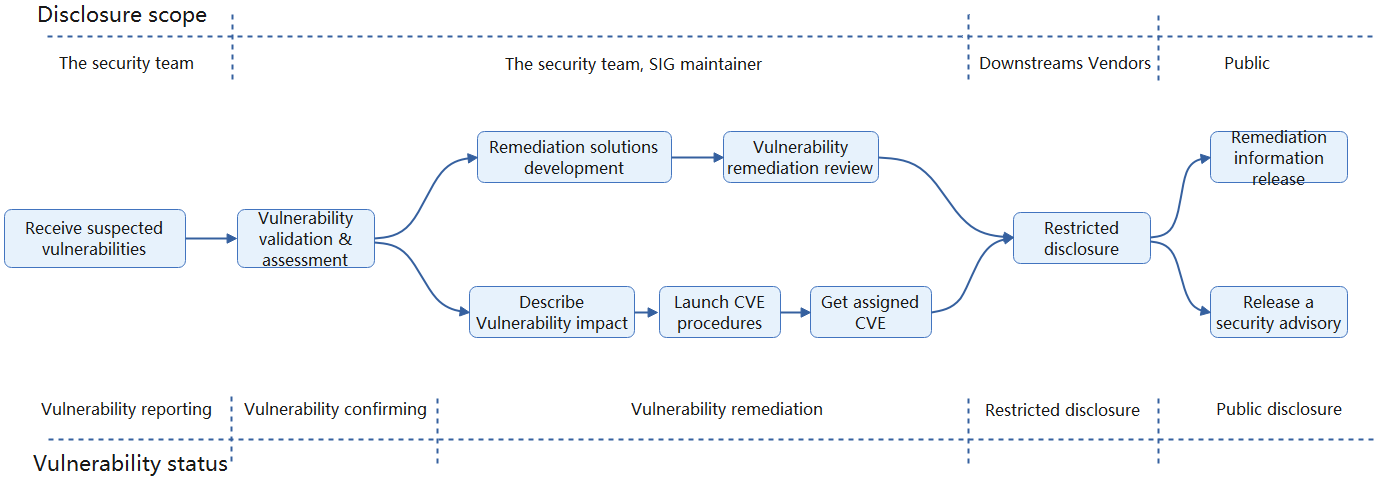 Disclosure scope
The security team
The security team, SIG maintainer
Downstreams Vendors
Public
Remediation solutions
development
Vulnerability
remediation review
Remediation
information
release
Receive suspected
vulnerabilities
Vulnerability
validation &
assessment
Restricted
disclosure
Describe
Vulnerability impact
Launch CVE
procedures
Get assigned
CVE
Release a
security advisory
Vulnerability reporting
Vulnerability confirming
Vulnerability remediation
Restricted disclosure
Public disclosure
Vulnerability status